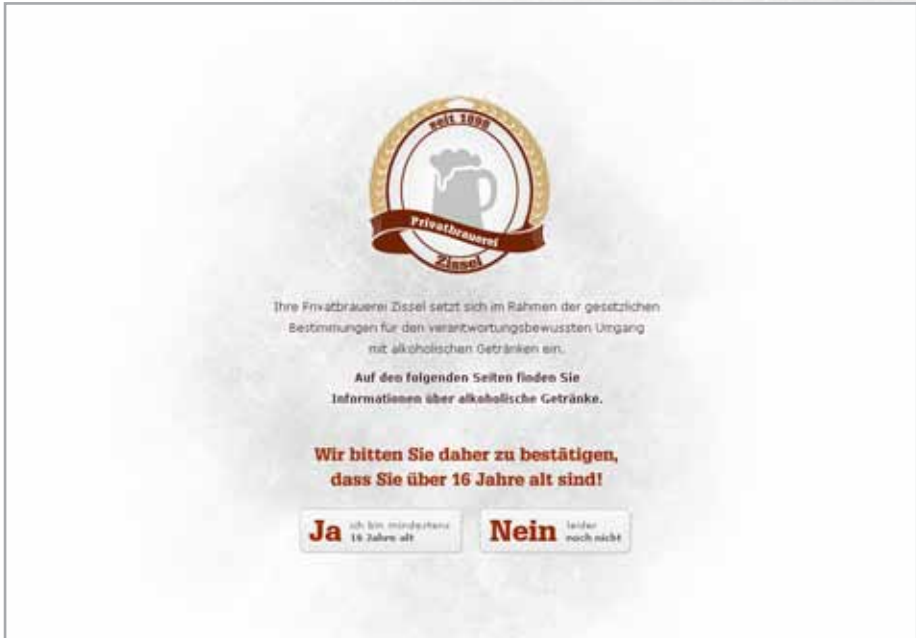 seit 1898
Privatbrauerei
Zissel
Ihre Privatbrauerei Zissel setzt sich im Rahmen der gesetzlichen
Bestimmungen für den verantwortungsbewussten Umgang
mit alkoholischen Getränken ein.
Auf den folgenden Seiten finden Sie
Informationen über alkoholische Getränke.
Wir bitten Sie daher zu bestätigen,
dass Sie über 16 Jahre alt sind!
Ja ich bin mindestens
16 Jahre alt
Nein leider
noch nicht